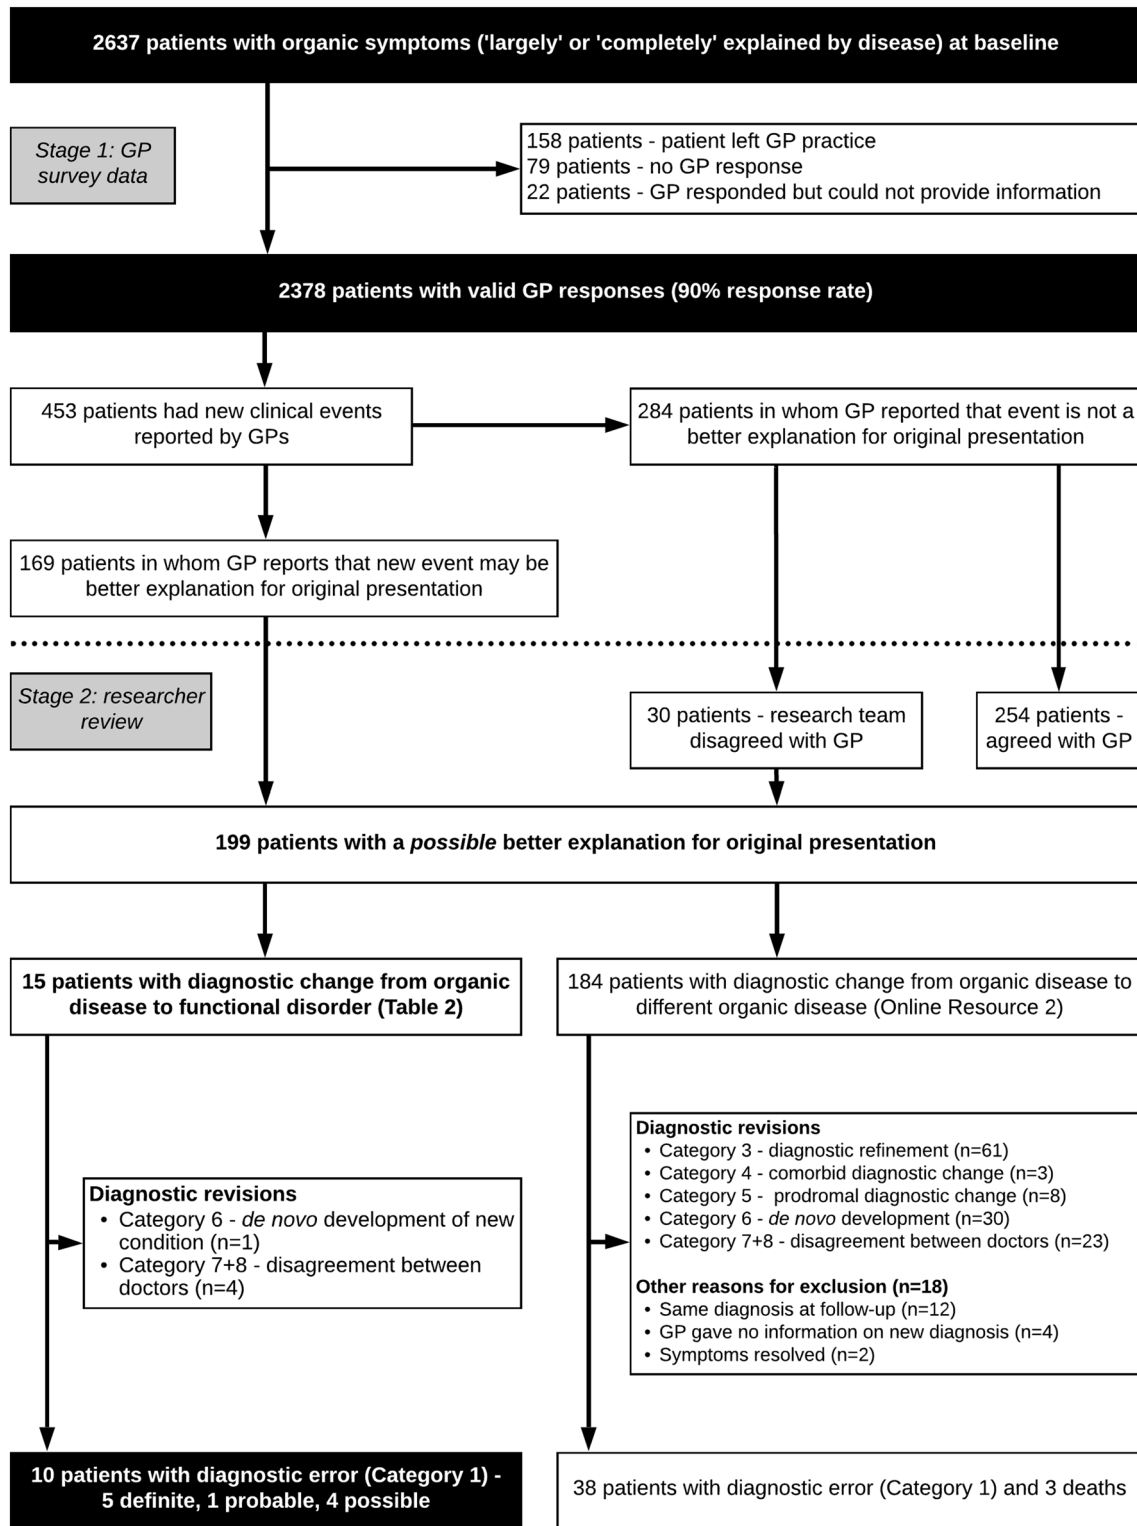 2637 patients with organic symptoms ('largely' or 'completely' explained by disease) at baseline
Stage 1: GP
survey data
158 patients - patient left GP practice
79 patients - no GP response
22 patients - GP responded but could not provide information
2378 patients with valid GP responses (90% response rate)
453 patients had new clinical events
reported by GPs
284 patients in whom GP reported that event is not a
better explanation for original presentation
169 patients in whom GP reports that new event may be
better explanation for original presentation
Stage 2: researcher
review
30 patients - research team
disagreed with GP
254 patients -
agreed with GP
199 patients with a possible better explanation for original presentation
15 patients with diagnostic change from organic
disease to functional disorder (Table 2)
184 patients with diagnostic change from organic disease to
different organic disease (Online Resource 2)
Diagnostic revisions
• Category 6 - de novo development of new
condition (n=1)
• Category 7+8 - disagreement between
doctors (n=4)
Diagnostic revisions
• Category 3 - diagnostic refinement (n=61)
• Category 4 - comorbid diagnostic change (n=3)
• Category 5 - prodromal diagnostic change (n=8)
• Category 6 - de novo development (n=30)
• Category 7+8 - disagreement between doctors (n=23)
Other reasons for exclusion (n=18)
• Same diagnosis at follow-up (n=12)
• GP gave no information on new diagnosis (n=4)
• Symptoms resolved (n=2)
10 patients with diagnostic error (Category 1) -
5 definite, 1 probable, 4 possible
38 patients with diagnostic error (Category 1) and 3 deaths